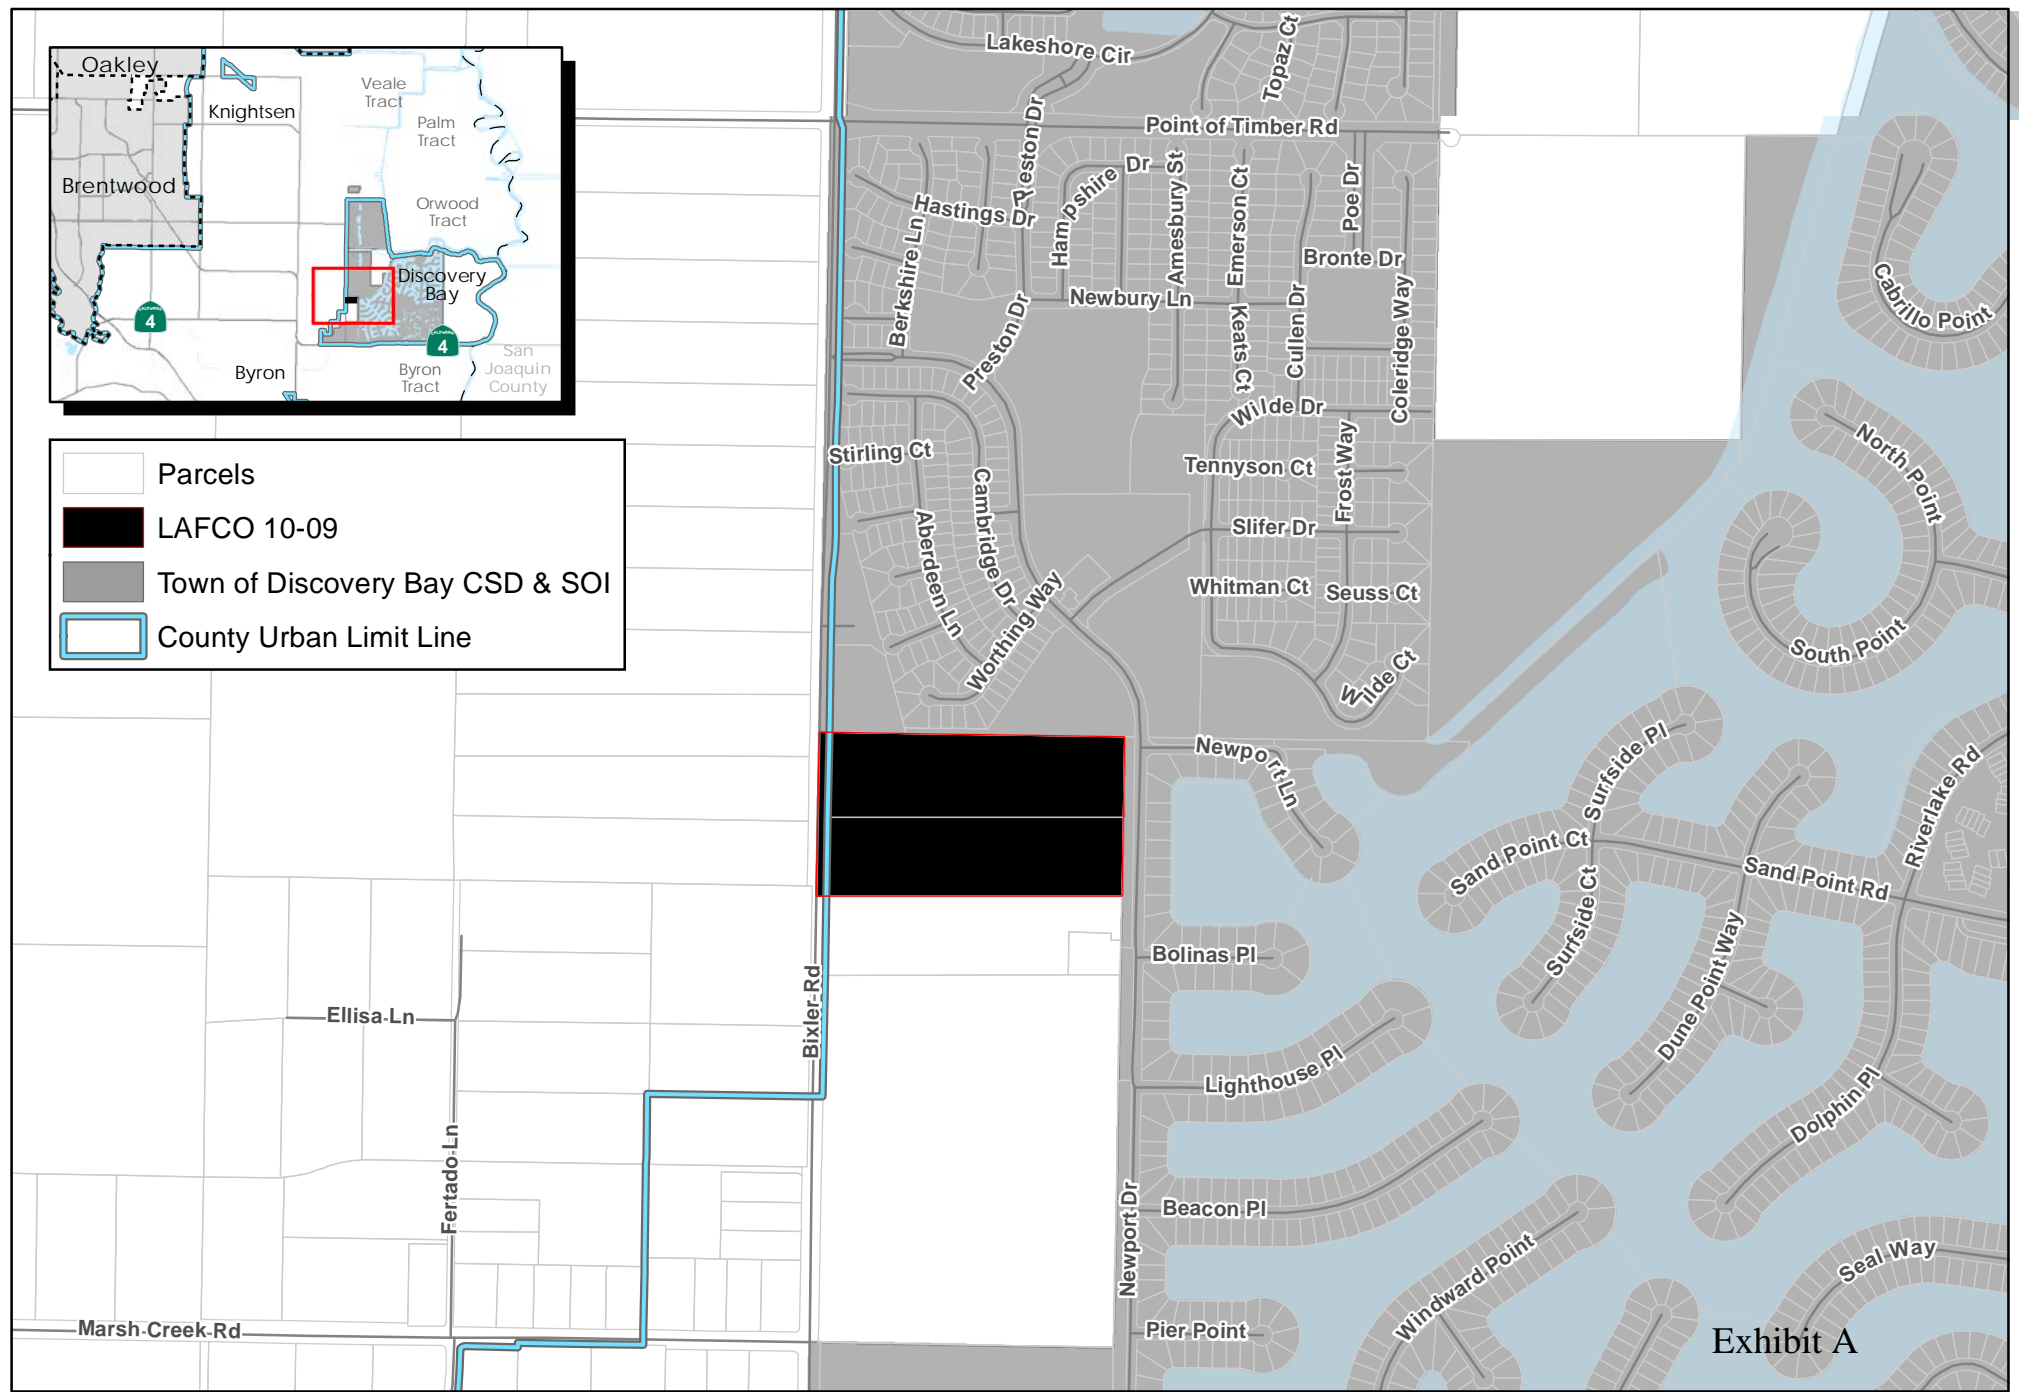 Oakley
Knightsen
Veale
Tract
Palm
Tract
Brentwood
Orwood
Tract
Discovery
Bay
CALIFORNIA
4
CALIFORNIA
4
San
Joaquin
County
Byron
Byron
Tract
Parcels
LAFCO 10-09
Town of Discovery Bay CSD & SOI
County Urban Limit Line
Lakeshore Cir
Topaz Ct
Preston Dr
Point of Timber Rd
Hampshire Dr
Amesbury St
Emerson Ct
Poe Dr
Hastings Dr
Berkshire Ln
Bronte Dr
Newbury Ln
Keats Ct
Cullen Dr
Coleridge Way
Cabrillo Point
Preston Dr
Wilde Dr
Stirling Ct
Cambridge Dr
Tennyson Ct
Frost Way
North Point
Aberdeen Ln
Slifer Dr
Whitman Ct
Seuss Ct
Worthing Way
Wilde Ct
South Point
Newport Ln
Surfside Pl
Riverlake Rd
Sand Point Ct
Sand Point Rd
Surfside Ct
Dune Point Way
Bolinas Pl
Bixler Rd
Ellisa Ln
Lighthouse Pl
Dolphin Pl
Fertado Ln
Newport Dr
Beacon Pl
Windward Point
Seal Way
Marsh Creek Rd
Pier Point
Exhibit A